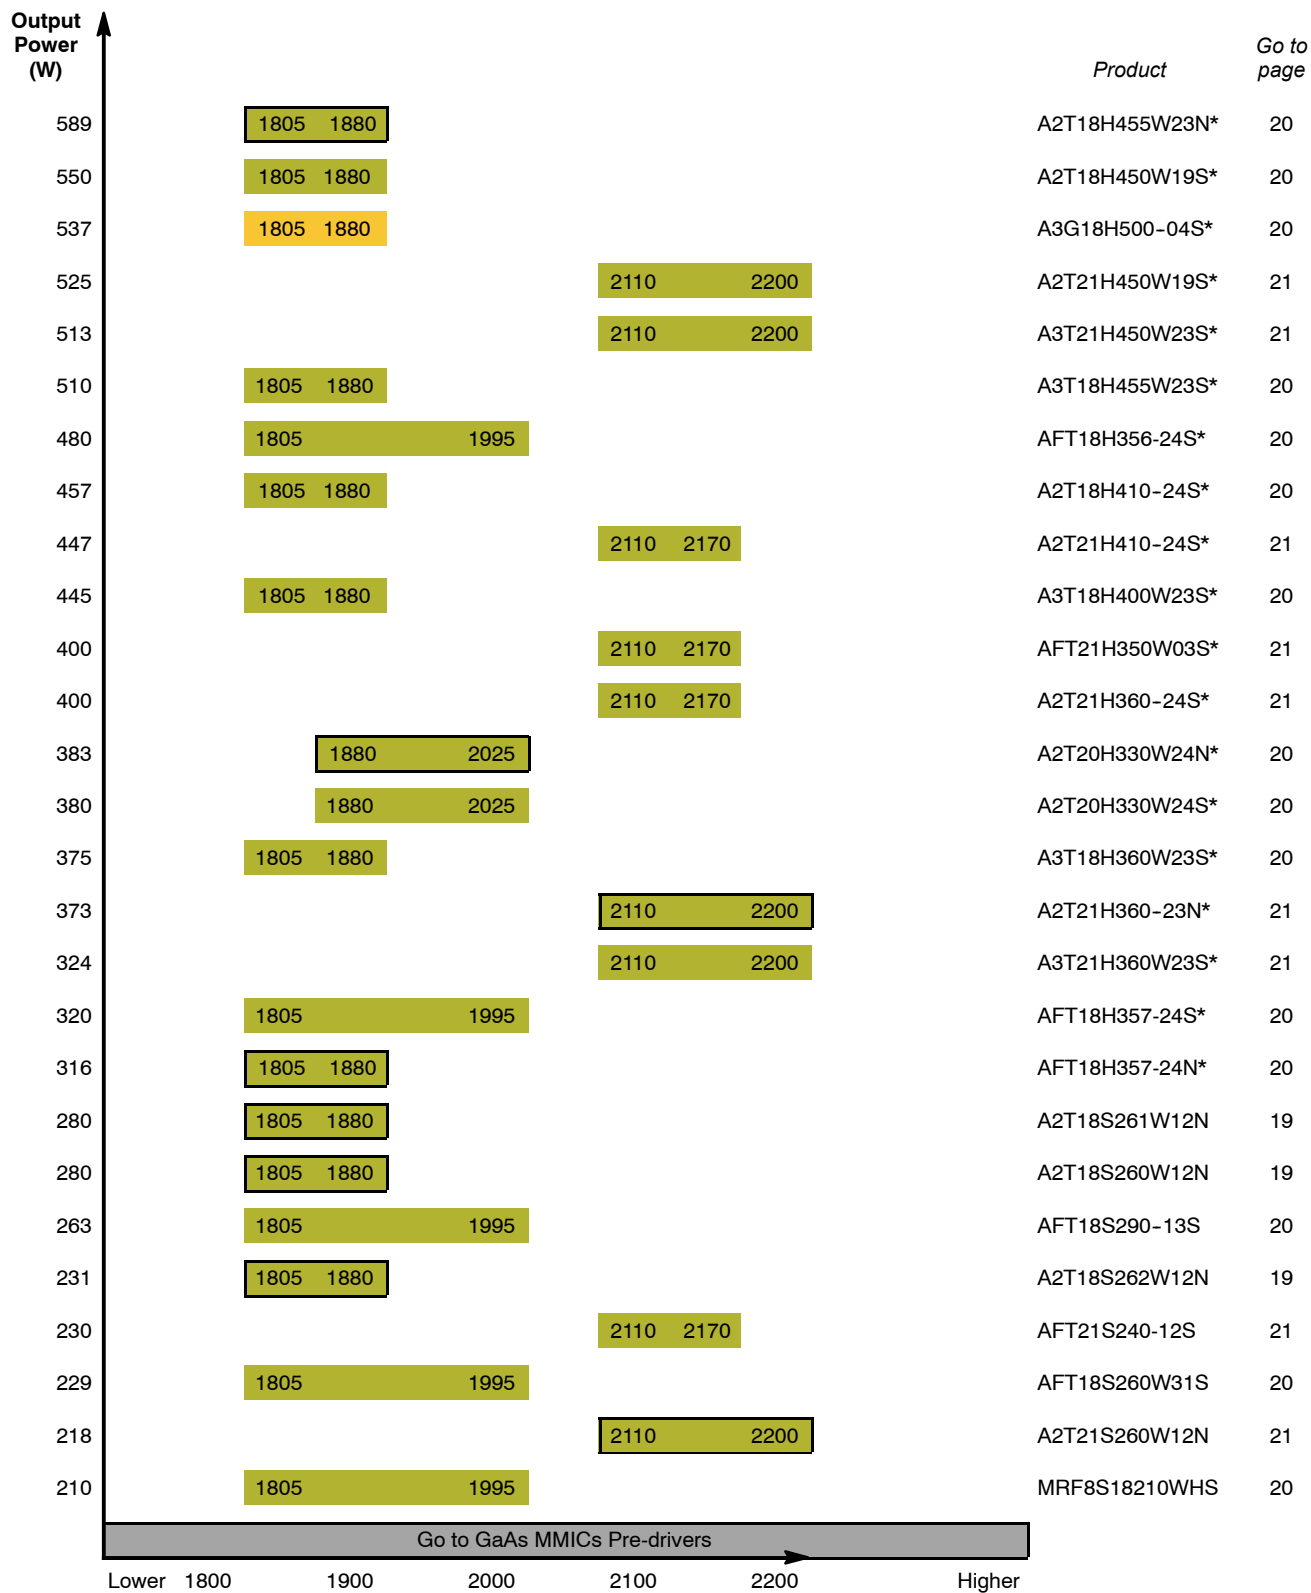 Output
Power
(W)
Product
Go to
page
589 1805 1880 A2T18H455W23N* 20
550 1805 1880 A2T18H450W19S* 20
537 1805 1880 A3G18H500-04S* 20
525 2110 2200 A2T21H450W19S* 21
513 2110 2200 A3T21H450W23S* 21
510 1805 1880 A3T18H455W23S* 20
480 1805 1995 AFT18H356-24S* 20
457 1805 1880 A2T18H410-24S* 20
447 2110 2170 A2T21H410-24S* 21
445 1805 1880 A3T18H400W23S* 20
400 2110 2170 AFT21H350W03S* 21
400 2110 2170 A2T21H360-24S* 21
383 1880 2025 A2T20H330W24N* 20
380 1880 2025 A2T20H330W24S* 20
375 1805 1880 A3T18H360W23S* 20
373 2110 2200 A2T21H360-23N* 21
324 2110 2200 A3T21H360W23S* 21
320 1805 1995 AFT18H357-24S* 20
316 1805 1880 AFT18H357-24N* 20
280 1805 1880 A2T18S261W12N 19
280 1805 1880 A2T18S260W12N 19
263 1805 1995 AFT18S290-13S 20
231 1805 1880 A2T18S262W12N 19
230 2110 2170 AFT21S240-12S 21
229 1805 1995 AFT18S260W31S 20
218 2110 2200 A2T21S260W12N 21
210 1805 1995 MRF8S18210WHS 20
Go to GaAs MMICs Pre-drivers
Lower 1800 1900 2000 2100 2200 Higher